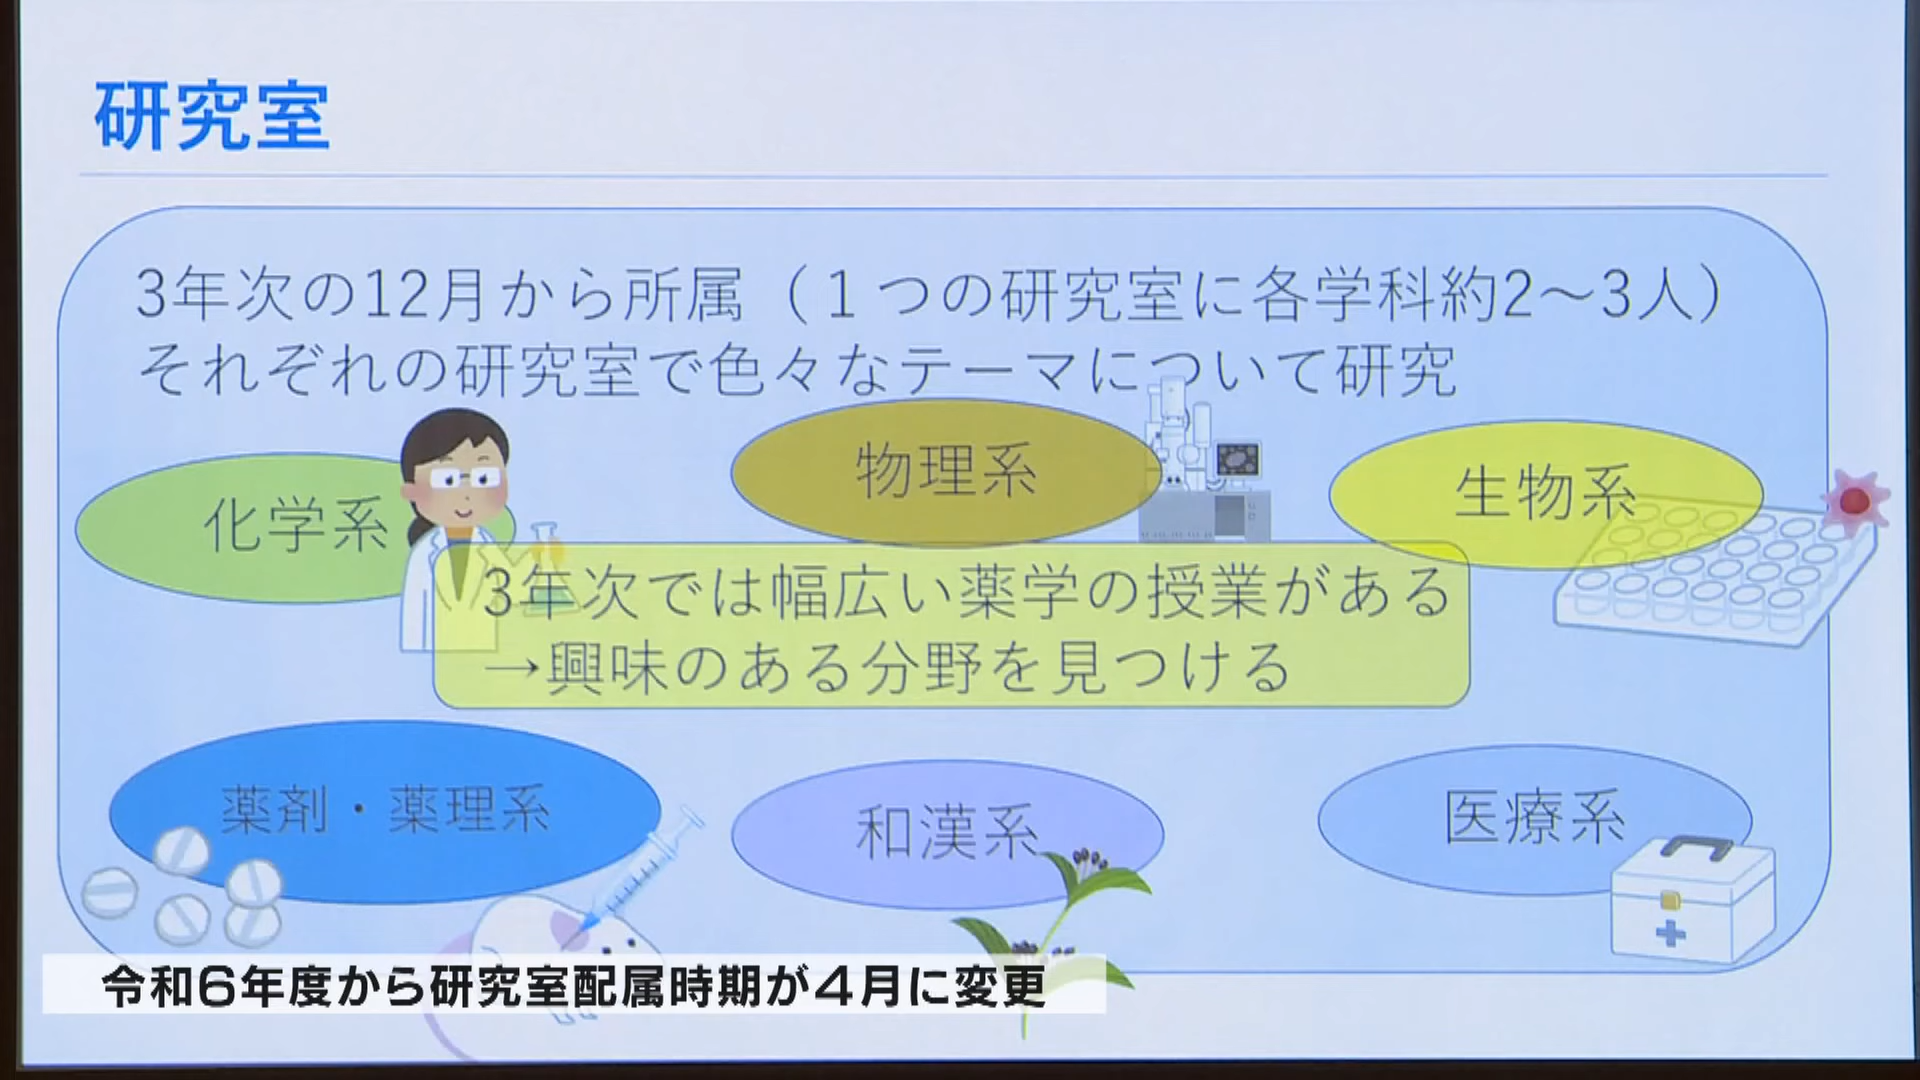 研究室
3年次の12月から所属（１つの研究室に各学科約2～3人）
それぞれの研究室で色々なテーマについて研究
化学系
物理系
生物系
3年次では幅広い薬学の授業がある
→興味のある分野を見つける
薬剤・薬理系
和漢系
医療系
令和6年度から研究室配属時期が4月に変更